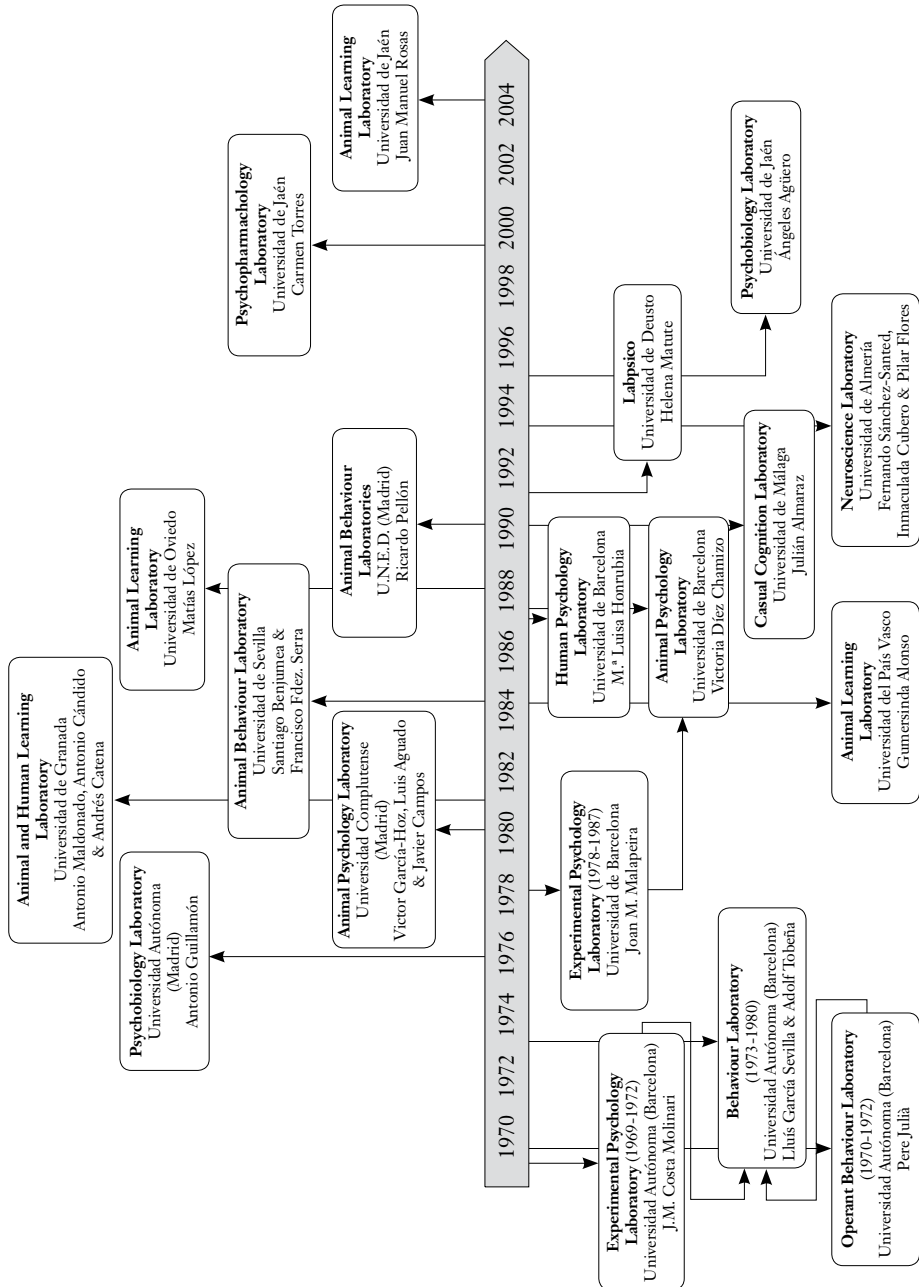 Psychobiology Laboratory
Universidad Autónoma
(Madrid)
Antonio Guillamón
Animal and Human Learning
Laboratory
Universidad de Granada
Antonio Maldonado, Antonio Cándido
& Andrés Catena
Animal Learning
Laboratory
Universidad de Oviedo
Matías López
Animal Behaviour Laboratory
Universidad de Sevilla
Santiago Benjumea &
Francisco Fdez. Serra
Psychopharmachology
Laboratory
Universidad de Jaén
Carmen Torres
Animal Psychology Laboratory
Universidad Complutense
(Madrid)
Victor García-Hoz, Luis Aguado
& Javier Campos
Animal Behaviour
Laboratories
U.N.E.D. (Madrid)
Ricardo Pellón
Animal Learning
Laboratory
Universidad de Jaén
Juan Manuel Rosas
1970
1972
1974
1976
1978
1980
1982
1984
1986
1988
1990
1992
1994
1996
1998
2000
2002
2004
Experimental Psychology
Laboratory (1969-1972)
Universidad Autónoma (Barcelona)
J.M. Costa Molinari
Experimental Psychology
Laboratory (1978-1987)
Universidad de Barcelona
Joan M. Malapeira
Human Psychology
Laboratory
Universidad de Barcelona
M.ª Luisa Honrubia
Labpsico
Universidad de Deusto
Helena Matute
Behaviour Laboratory
(1973-1980)
Universidad Autónoma (Barcelona)
Lluís García Sevilla & Adolf Tobeña
Animal Psychology
Laboratory
Universidad de Barcelona
Victoria Díez Chamizo
Casual Cognition Laboratory
Universidad de Málaga
Julián Almaraz
Psychobiology Laboratory
Universidad de Jaén
Ángeles Agüero
Operant Behaviour Laboratory
(1970-1972)
Universidad Autónoma (Barcelona)
Pere Julià
Animal Learning
Laboratory
Universidad del País Vasco
Gumersinda Alonso
Neuroscience Laboratory
Universidad de Almería
Fernando Sánchez-Santed,
Inmaculada Cubero & Pilar Flores